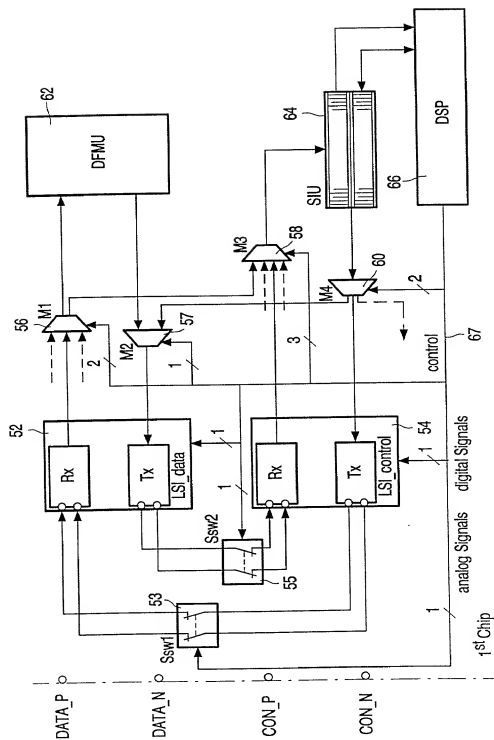 DATA_P
DATA_N
CON_P
CON_N
1st Chip
analog Signals
digital Signals
Ssw1
53
Ssw2
55
52
Rx
Tx
LSI_data
54
Rx
Tx
LSI_control
1
1
1
1
56
M1
M2
57
2
1
M3
58
3
M4
60
2
control
67
62
DFMU
SIU
64
66
DSP